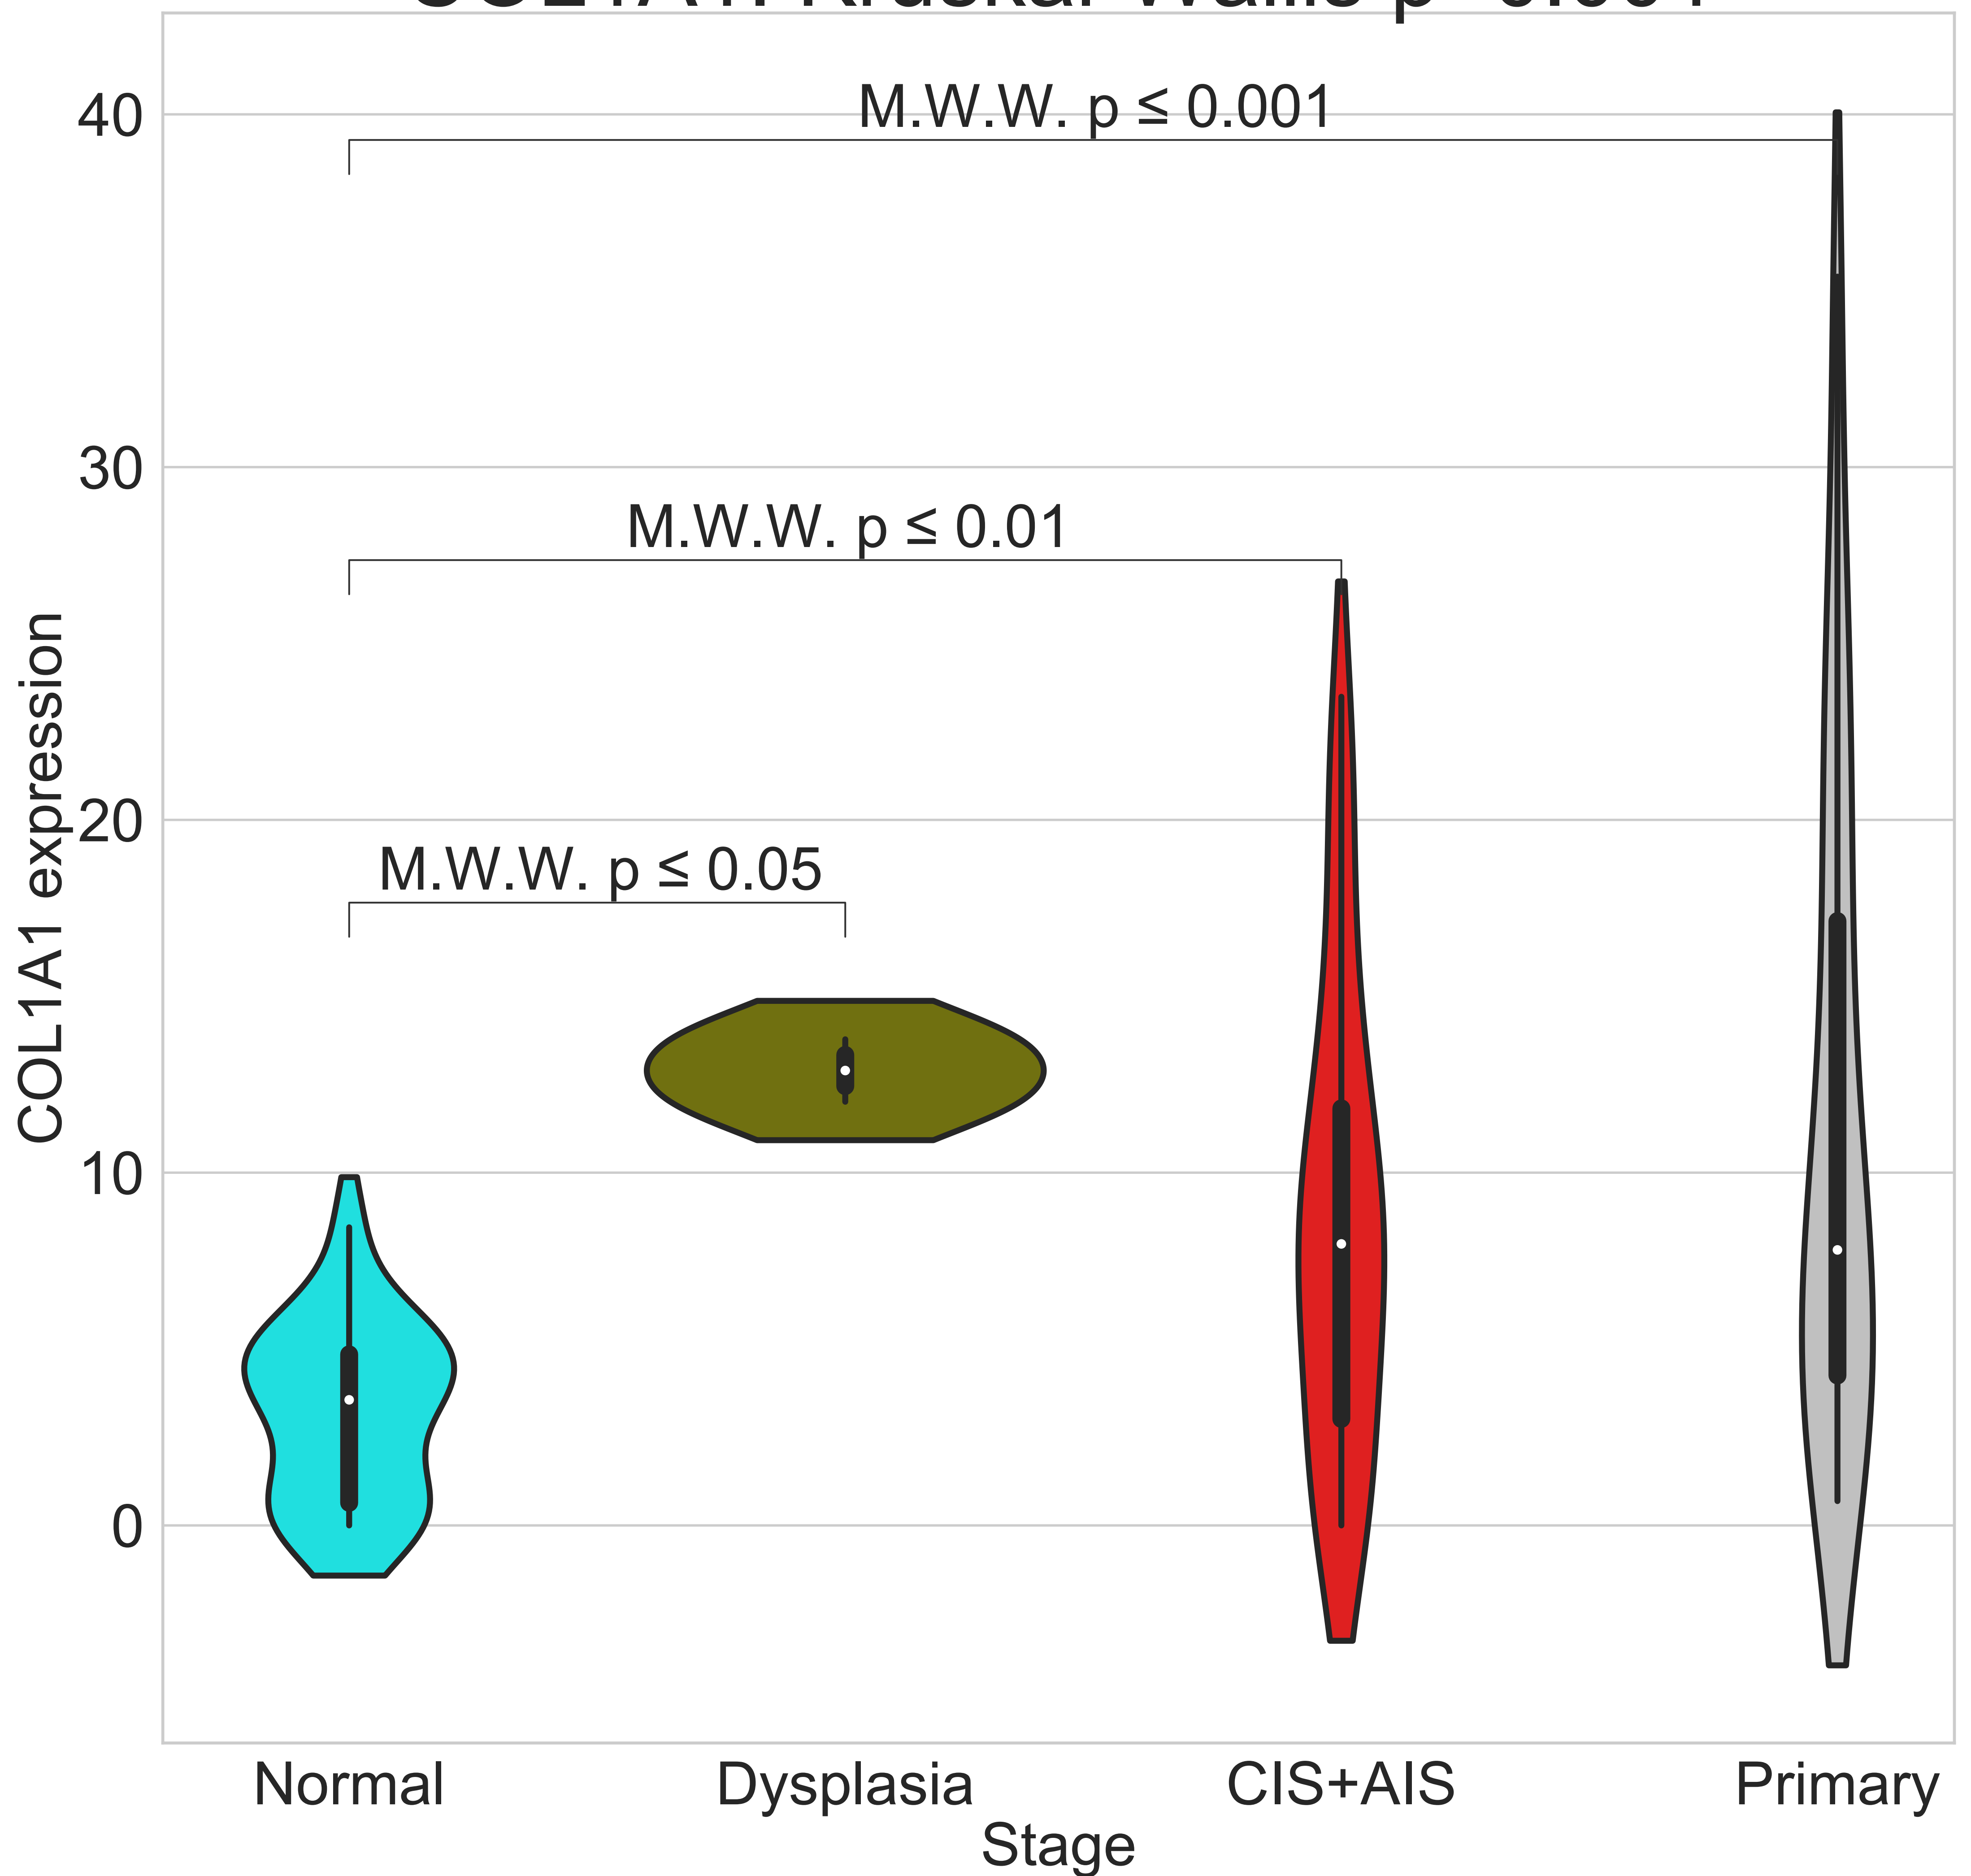 40
M.W.W. p ≤ 0.001
30
M.W.W. p ≤ 0.01
COL1A1 expression
20
M.W.W. p ≤ 0.05
10
0
Normal Dysplasia CIS+AIS Primary
Stage